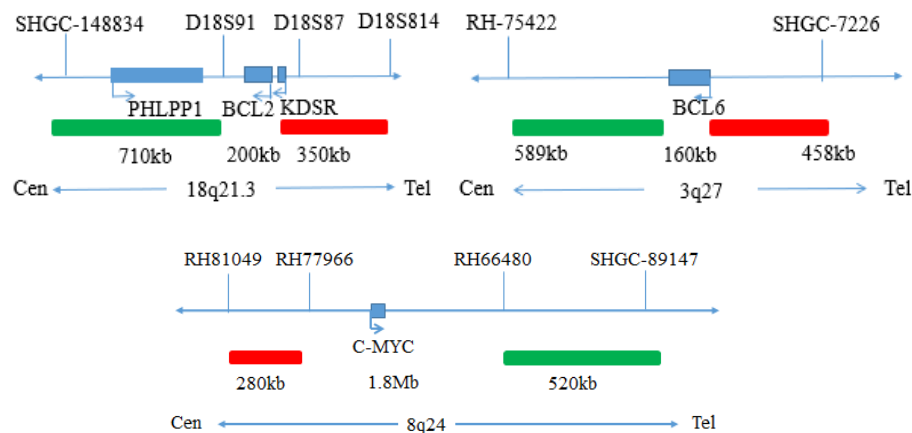 SHGC-148834 D18S91 D18S87 D18S814
PHLPP1 BCL2 KDSR
710kb 200kb 350kb
Cen 18q21.3 Tel
RH-75422 SHGC-7226
BCL6
589kb 160kb 458kb
Cen 3q27 Tel
RH81049 RH77966 RH66480 SHGC-89147
C-MYC
280kb 1.8Mb 520kb
Cen 8q24 Tel